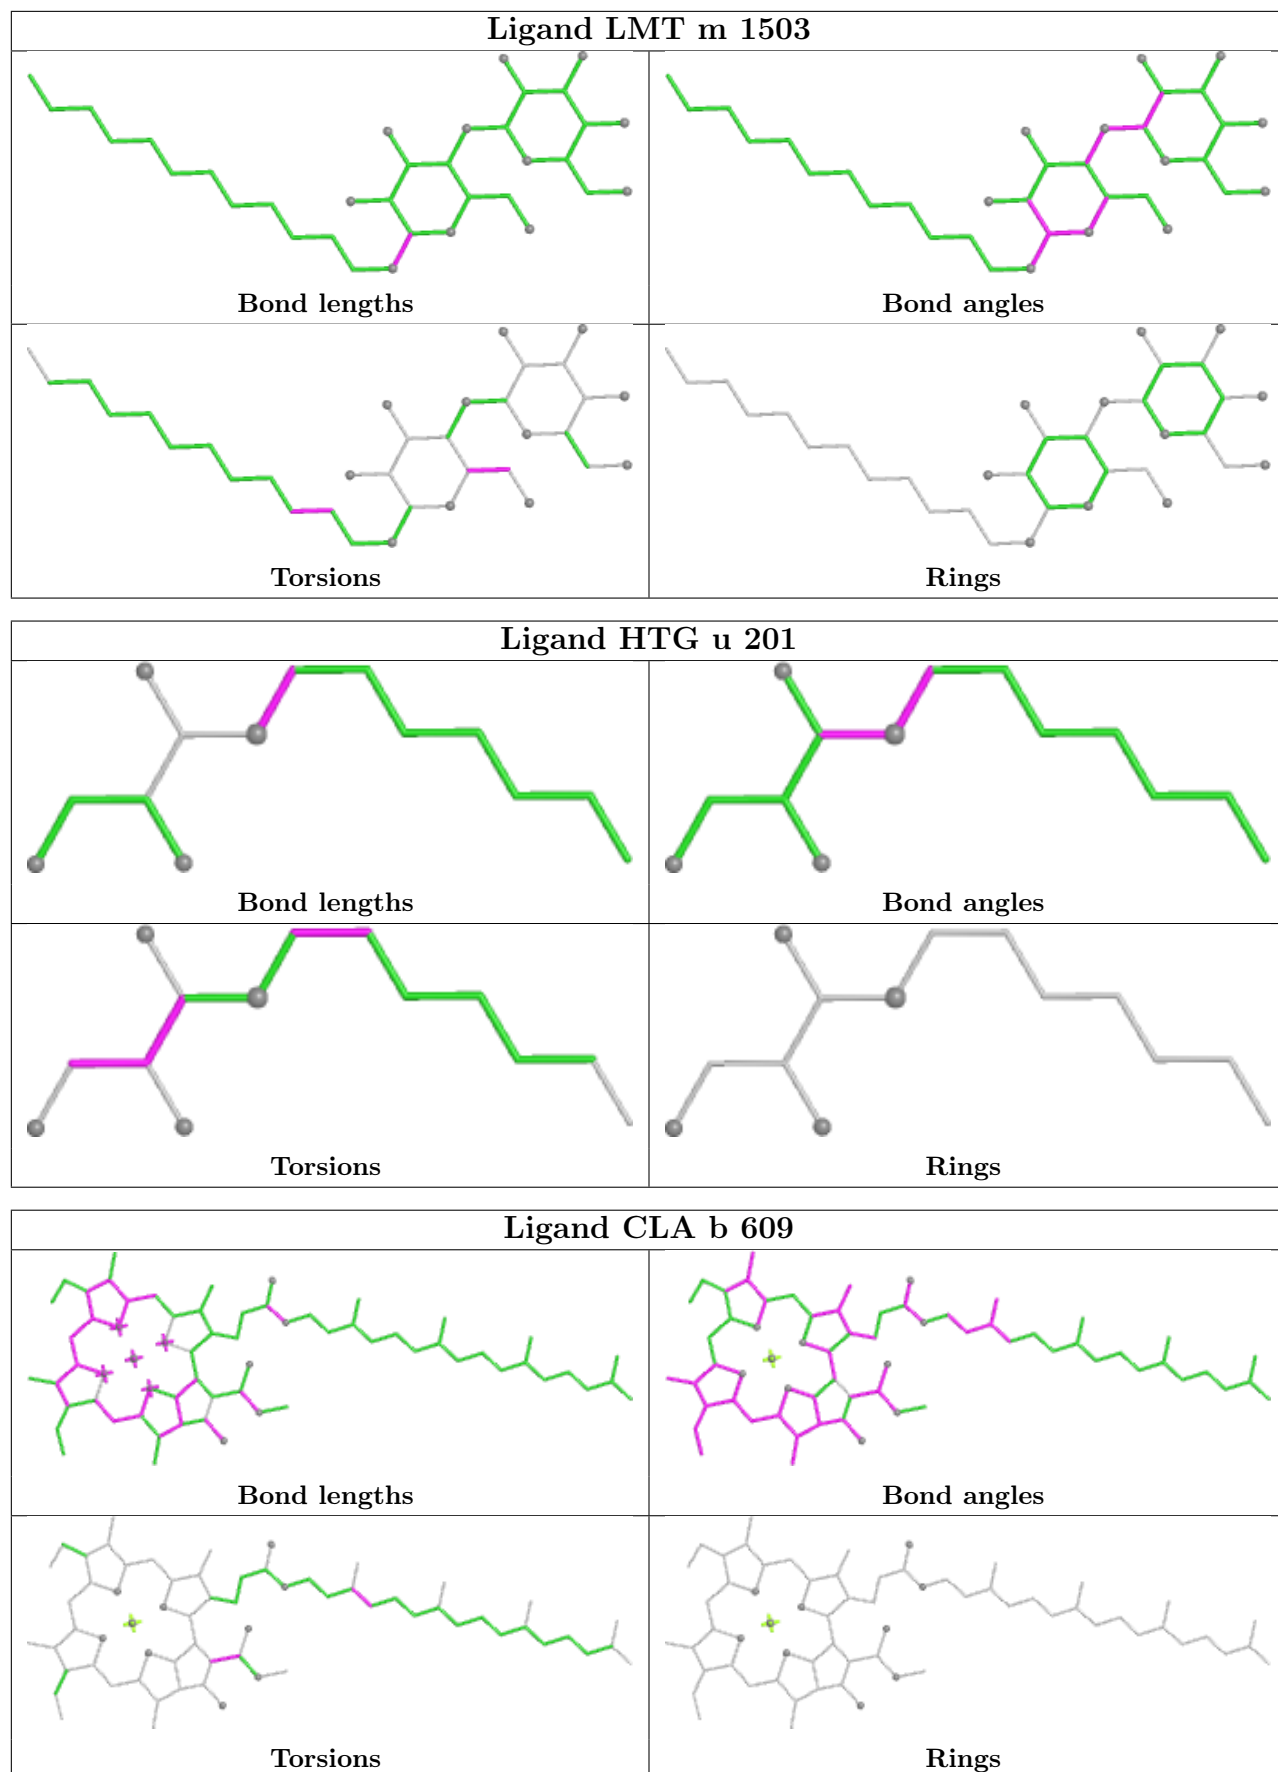 Ligand LMT m 1503
Bond lengths
Bond angles
Torsions
Rings
Ligand HTG u 201
Bond lengths
Bond angles
Torsions
Rings
Ligand CLA b 609
Bond lengths
Bond angles
Torsions
Rings